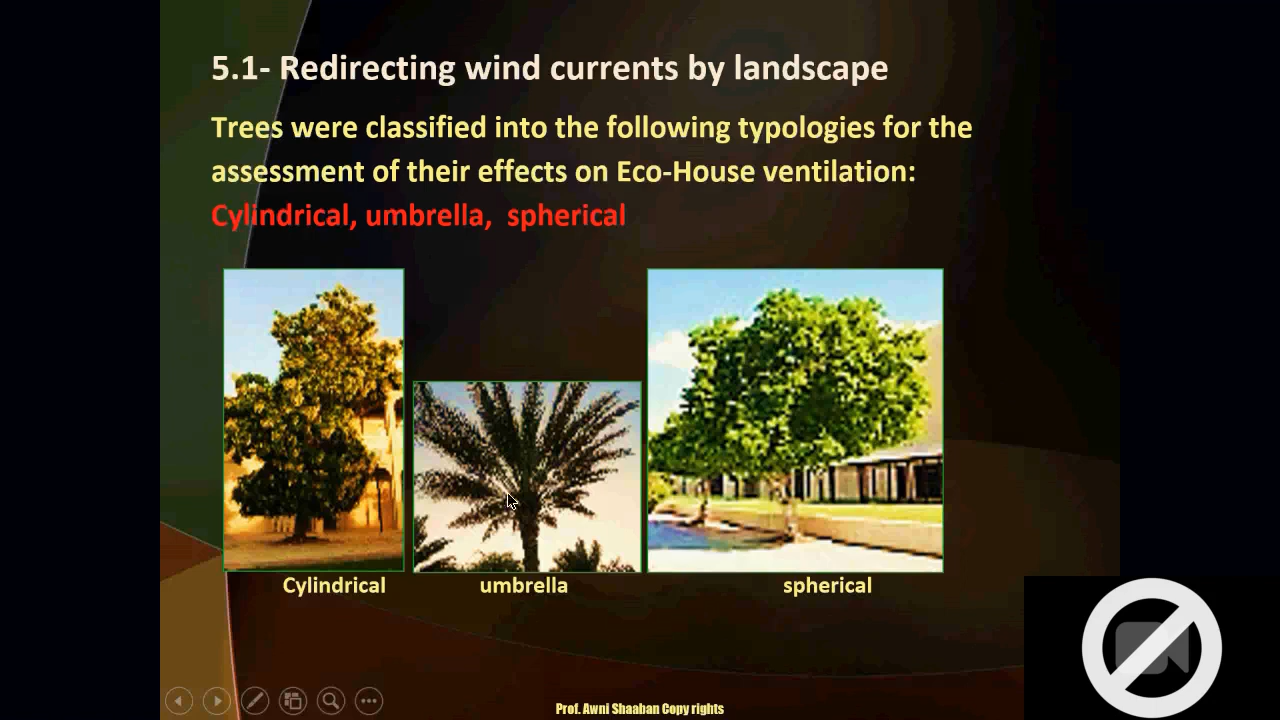 5.1- Redirecting wind currents by landscape
Trees were classified into the following typologies for the
assessment of their effects on Eco-House ventilation:
Cylindrical, umbrella,  spherical
Cylindrical
umbrella
spherical
Prof. Awni Shaaban Copy rights